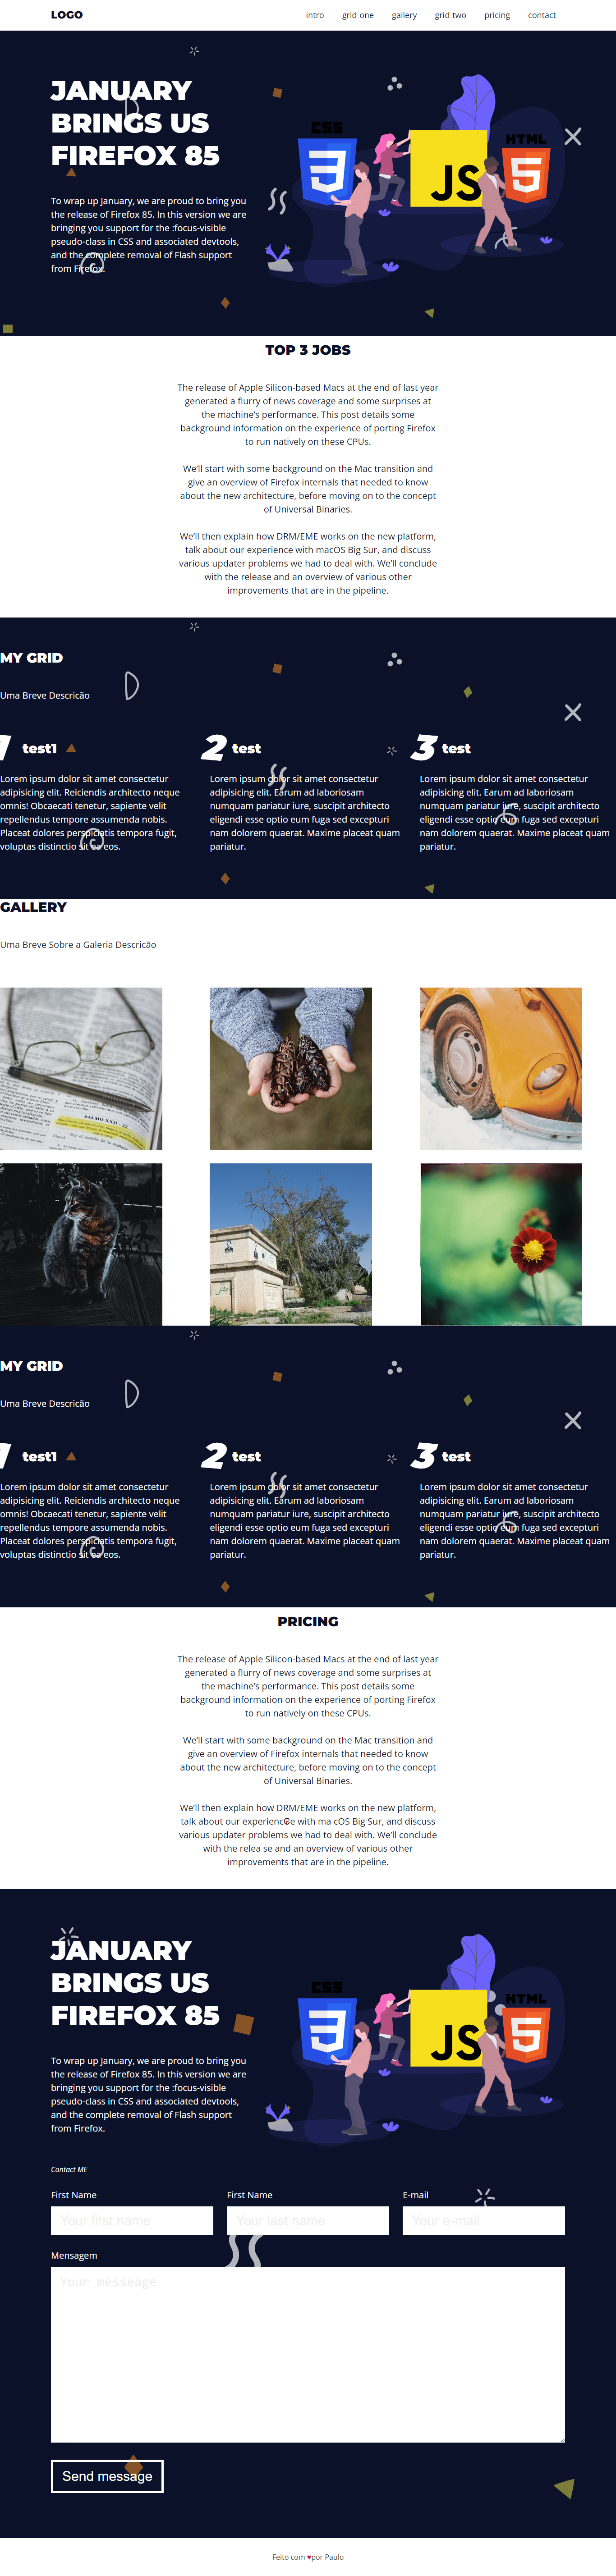 LOGO
intro grid-one gallery grid-two pricing contact
JANUARY
BRINGS US
FIREFOX 85
To wrap up January, we are proud to bring you
the release of Firefox 85. In this version we are
bringing you support for the :focus-visible
pseudo-class in CSS and associated devtools,
and the complete removal of Flash support
from Firefox.
CSS
HTML
JS
TOP 3 JOBS
The release of Apple Silicon-based Macs at the end of last year
generated a flurry of news coverage and some surprises at
the machine's performance. This post details some
background information on the experience of porting Firefox
to run natively on these CPUs.
We'll start with some background on the Mac transition and
give an overview of Firefox internals that needed to know
about the new architecture, before moving on to the concept
of Universal Binaries.
We'll then explain how DRM/EME works on the new platform,
talk about our experience with macOS Big Sur, and discuss
various updater problems we had to deal with. We'll conclude
with the release and an overview of various other
improvements that are in the pipeline.
MY GRID
Uma Breve Descricão
1 test1
Lorem ipsum dolor sit amet consectetur
adipisicing elit. Reiciendis architecto neque
omnis! Obcaecati tenetur, sapiente velit
repellendus tempore assumenda nobis.
Placeat dolores perspiciatis tempora fugit,
voluptas distinctio sit eaeos.
2 test
Lorem ipsum dolor sit amet consectetur
adipisicing elit. Earum ad laboriosam
numquam pariatur iure, suscipit architecto
eligendi esse optio eum fuga sed excepturi
nam dolorem quaerat. Maxime placeat quam
pariatur.
3 test
Lorem ipsum dolor sit amet consectetur
adipisicing elit. Earum ad laboriosam
numquam pariatur iure, suscipit architecto
eligendi esse optio eum fuga sed excepturi
nam dolorem quaerat. Maxime placeat quam
pariatur.
GALLERY
Uma Breve Sobre a Galeria Descricão
SALMO XVII - 22
MY GRID
Uma Breve Descricão
1 test1
Lorem ipsum dolor sit amet consectetur
adipisicing elit. Reiciendis architecto neque
omnis! Obcaecati tenetur, sapiente velit
repellendus tempore assumenda nobis.
Placeat dolores perspiciatis tempora fugit,
voluptas distinctio sit eaeos.
2 test
Lorem ipsum dolor sit amet consectetur
adipisicing elit. Earum ad laboriosam
numquam pariatur iure, suscipit architecto
eligendi esse optio eum fuga sed excepturi
nam dolorem quaerat. Maxime placeat quam
pariatur.
3 test
Lorem ipsum dolor sit amet consectetur
adipisicing elit. Earum ad laboriosam
numquam pariatur iure, suscipit architecto
eligendi esse optio eum fuga sed excepturi
nam dolorem quaerat. Maxime placeat quam
pariatur.
PRICING
The release of Apple Silicon-based Macs at the end of last year
generated a flurry of news coverage and some surprises at
the machine's performance. This post details some
background information on the experience of porting Firefox
to run natively on these CPUs.
We'll start with some background on the Mac transition and
give an overview of Firefox internals that needed to know
about the new architecture, before moving on to the concept
of Universal Binaries.
We'll then explain how DRM/EME works on the new platform,
talk about our experience with ma cOS Big Sur, and discuss
various updater problems we had to deal with. We'll conclude
with the relea se and an overview of various other
improvements that are in the pipeline.
JANUARY
BRINGS US
FIREFOX 85
To wrap up January, we are proud to bring you
the release of Firefox 85. In this version we are
bringing you support for the :focus-visible
pseudo-class in CSS and associated devtools,
and the complete removal of Flash support
from Firefox.
CSS
HTML
JS
Contact ME
First Name
Your first name
First Name
Your last name
E-mail
Your e-mail
Mensagem
Your messeage
Send message
Feito com ♥por Paulo